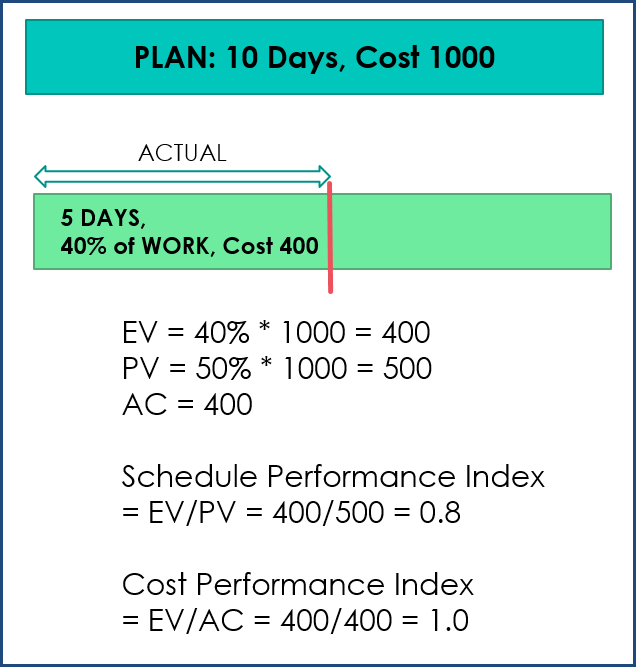 PLAN: 10 Days, Cost 1000
ACTUAL
5 DAYS,
40% of WORK, Cost 400
EV = 40% * 1000 = 400
PV = 50% * 1000 = 500
AC = 400
Schedule Performance Index
= EV/PV = 400/500 = 0.8
Cost Performance Index
= EV/AC = 400/400 = 1.0